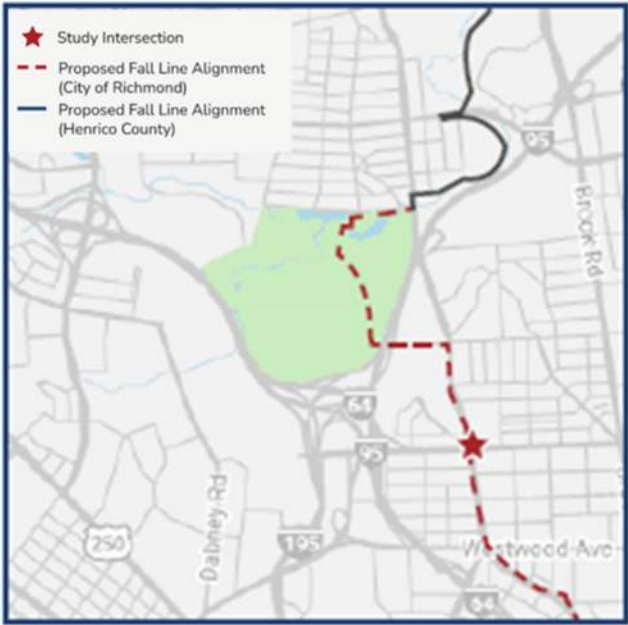 Study Intersection
Proposed Fall Line Alignment
(City of Richmond)
Proposed Fall Line Alignment
(Henrico County)
95
Brook Rd
64
95
250
Dabney Rd
195
Westwood Ave
64